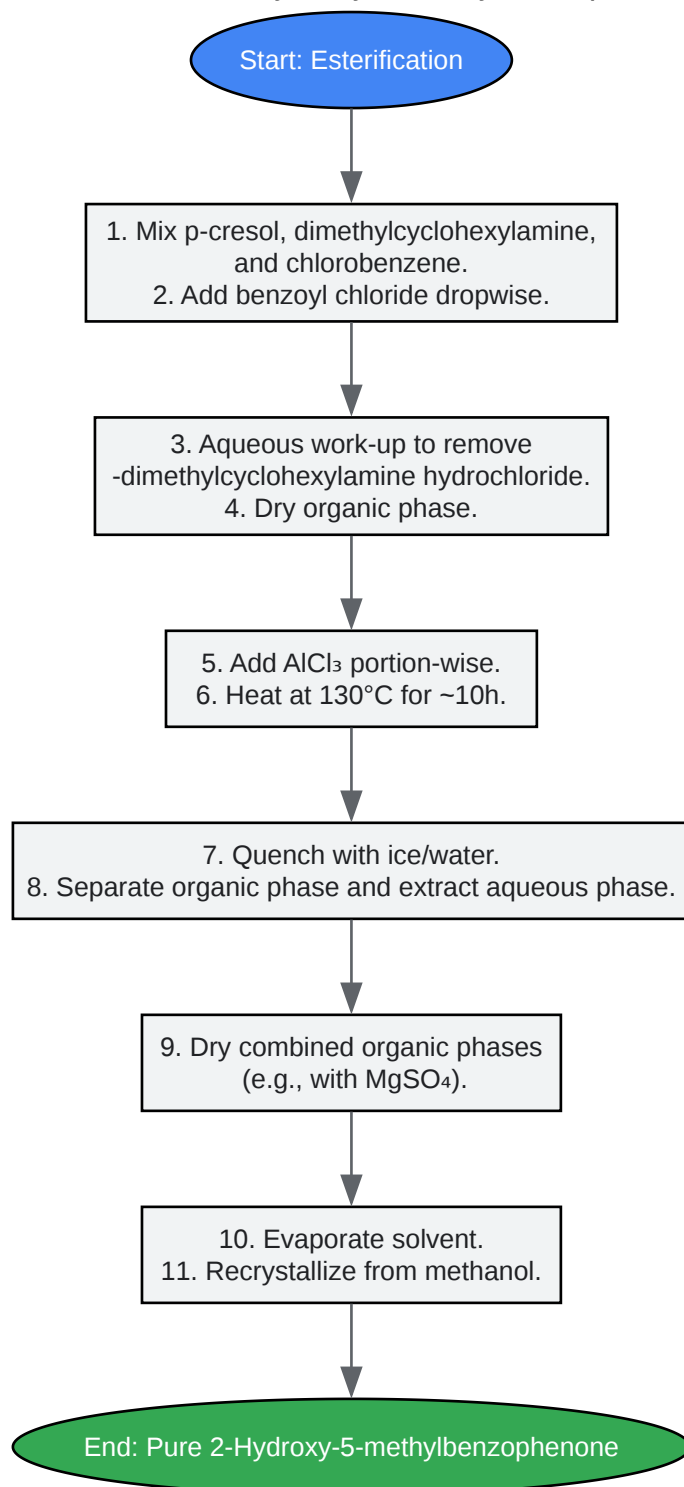 Start: Esterification
1. Mix p-cresol, dimethylcyclohexylamine,
and chlorobenzene.
2. Add benzoyl chloride dropwise.
3. Aqueous work-up to remove
-dimethylcyclohexylamine hydrochloride.
4. Dry organic phase.
5. Add AlCl₃ portion-wise.
6. Heat at 130°C for ~10h.
7. Quench with ice/water.
8. Separate organic phase and extract aqueous phase.
9. Dry combined organic phases
(e.g., with MgSO₄).
10. Evaporate solvent.
11. Recrystallize from methanol.
End: Pure 2-Hydroxy-5-methylbenzophenone